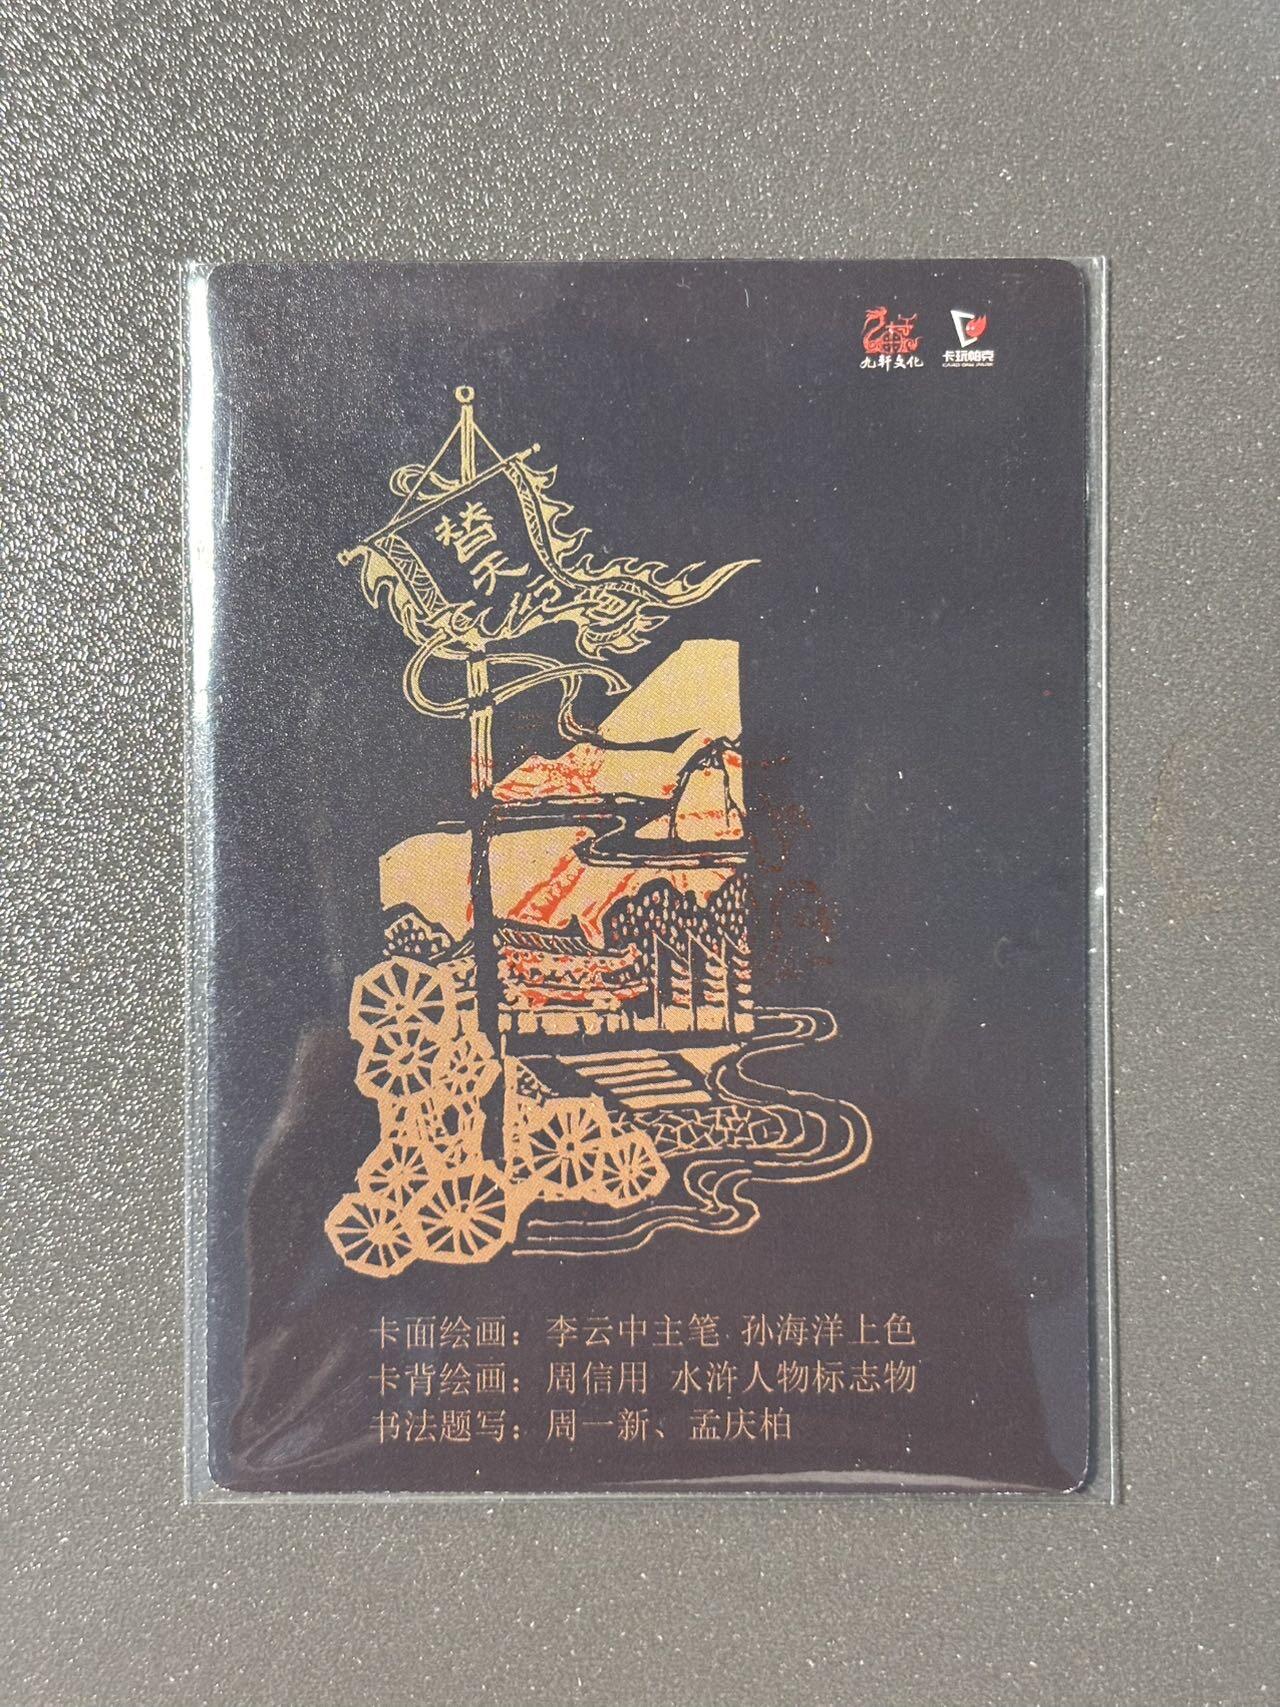 九轩文化
卡玩帕克
替天行
卡面绘画：李云中主笔 孙海洋上色
卡背绘画：周信用 水浒人物标志物
书法题写：周一新、孟庆柏